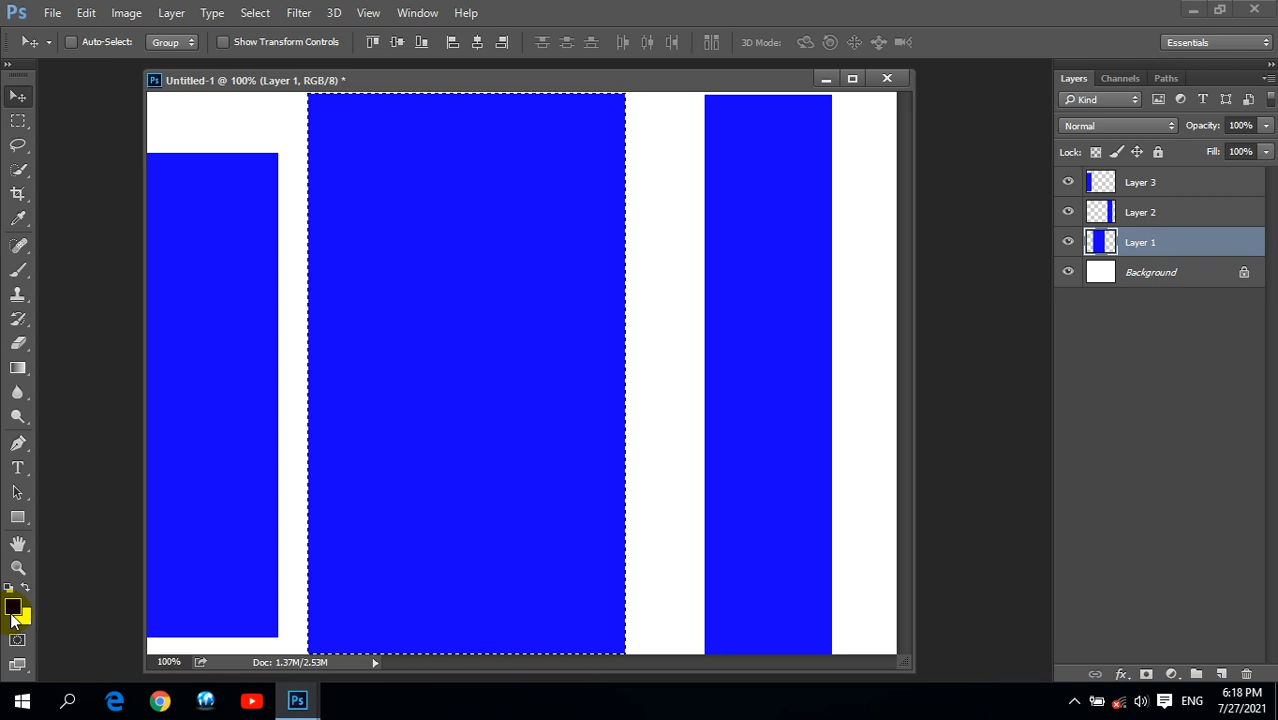 Ps File Edit Image Layer Type Select Filter 3D View Window Help
Auto-Select: Group Show Transform Controls 3D Mode: Essentials
Ps Untitled-1 @ 100% (Layer 1, RGB/8) *
Layers Channels Paths
Kind
Normal Opacity: 100%
Lock: Fill: 100%
Layer 3
Layer 2
Layer 1
Background
T
100% Doc: 1.37M/2.53M
fx
Ps ENG 6:18 PM
7/27/2021